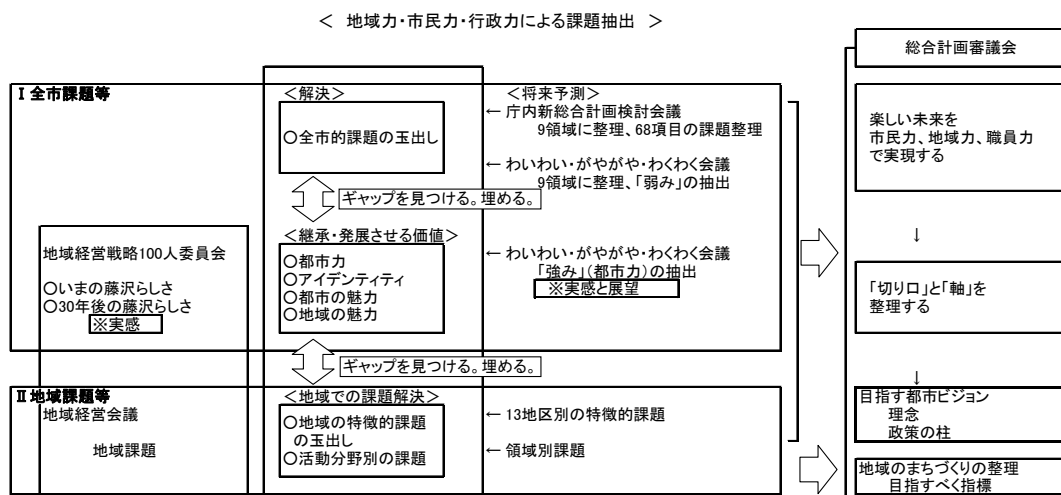 ＜ 地域力・市民力・行政力による課題抽出 ＞
総合計画審議会
Ⅰ全市課題等
＜解決＞
○全市的課題の玉出し
＜将来予測＞
← 庁内新総合計画検討会議
9領域に整理、68項目の課題整理
← わいわい・がやがや・わくわく会議
9領域に整理、「弱み」の抽出
ギャップを見つける。埋める。
地域経営戦略100人委員会
○いまの藤沢らしさ
○30年後の藤沢らしさ
※実感
＜継承・発展させる価値＞
○都市力
○アイデンティティ
○都市の魅力
○地域の魅力
← わいわい・がやがや・わくわく会議
「強み」（都市力）の抽出
※実感と展望
ギャップを見つける。埋める。
Ⅱ地域課題等
地域経営会議
地域課題
＜地域での課題解決＞
○地域の特徴的課題
の玉出し
○活動分野別の課題
← 13地区別の特徴的課題
← 領域別課題
楽しい未来を
市民力、地域力、職員力
で実現する
↓
「切り口」と「軸」を
整理する
↓
目指す都市ビジョン
理念
政策の柱
地域のまちづくりの整理
目指すべく指標